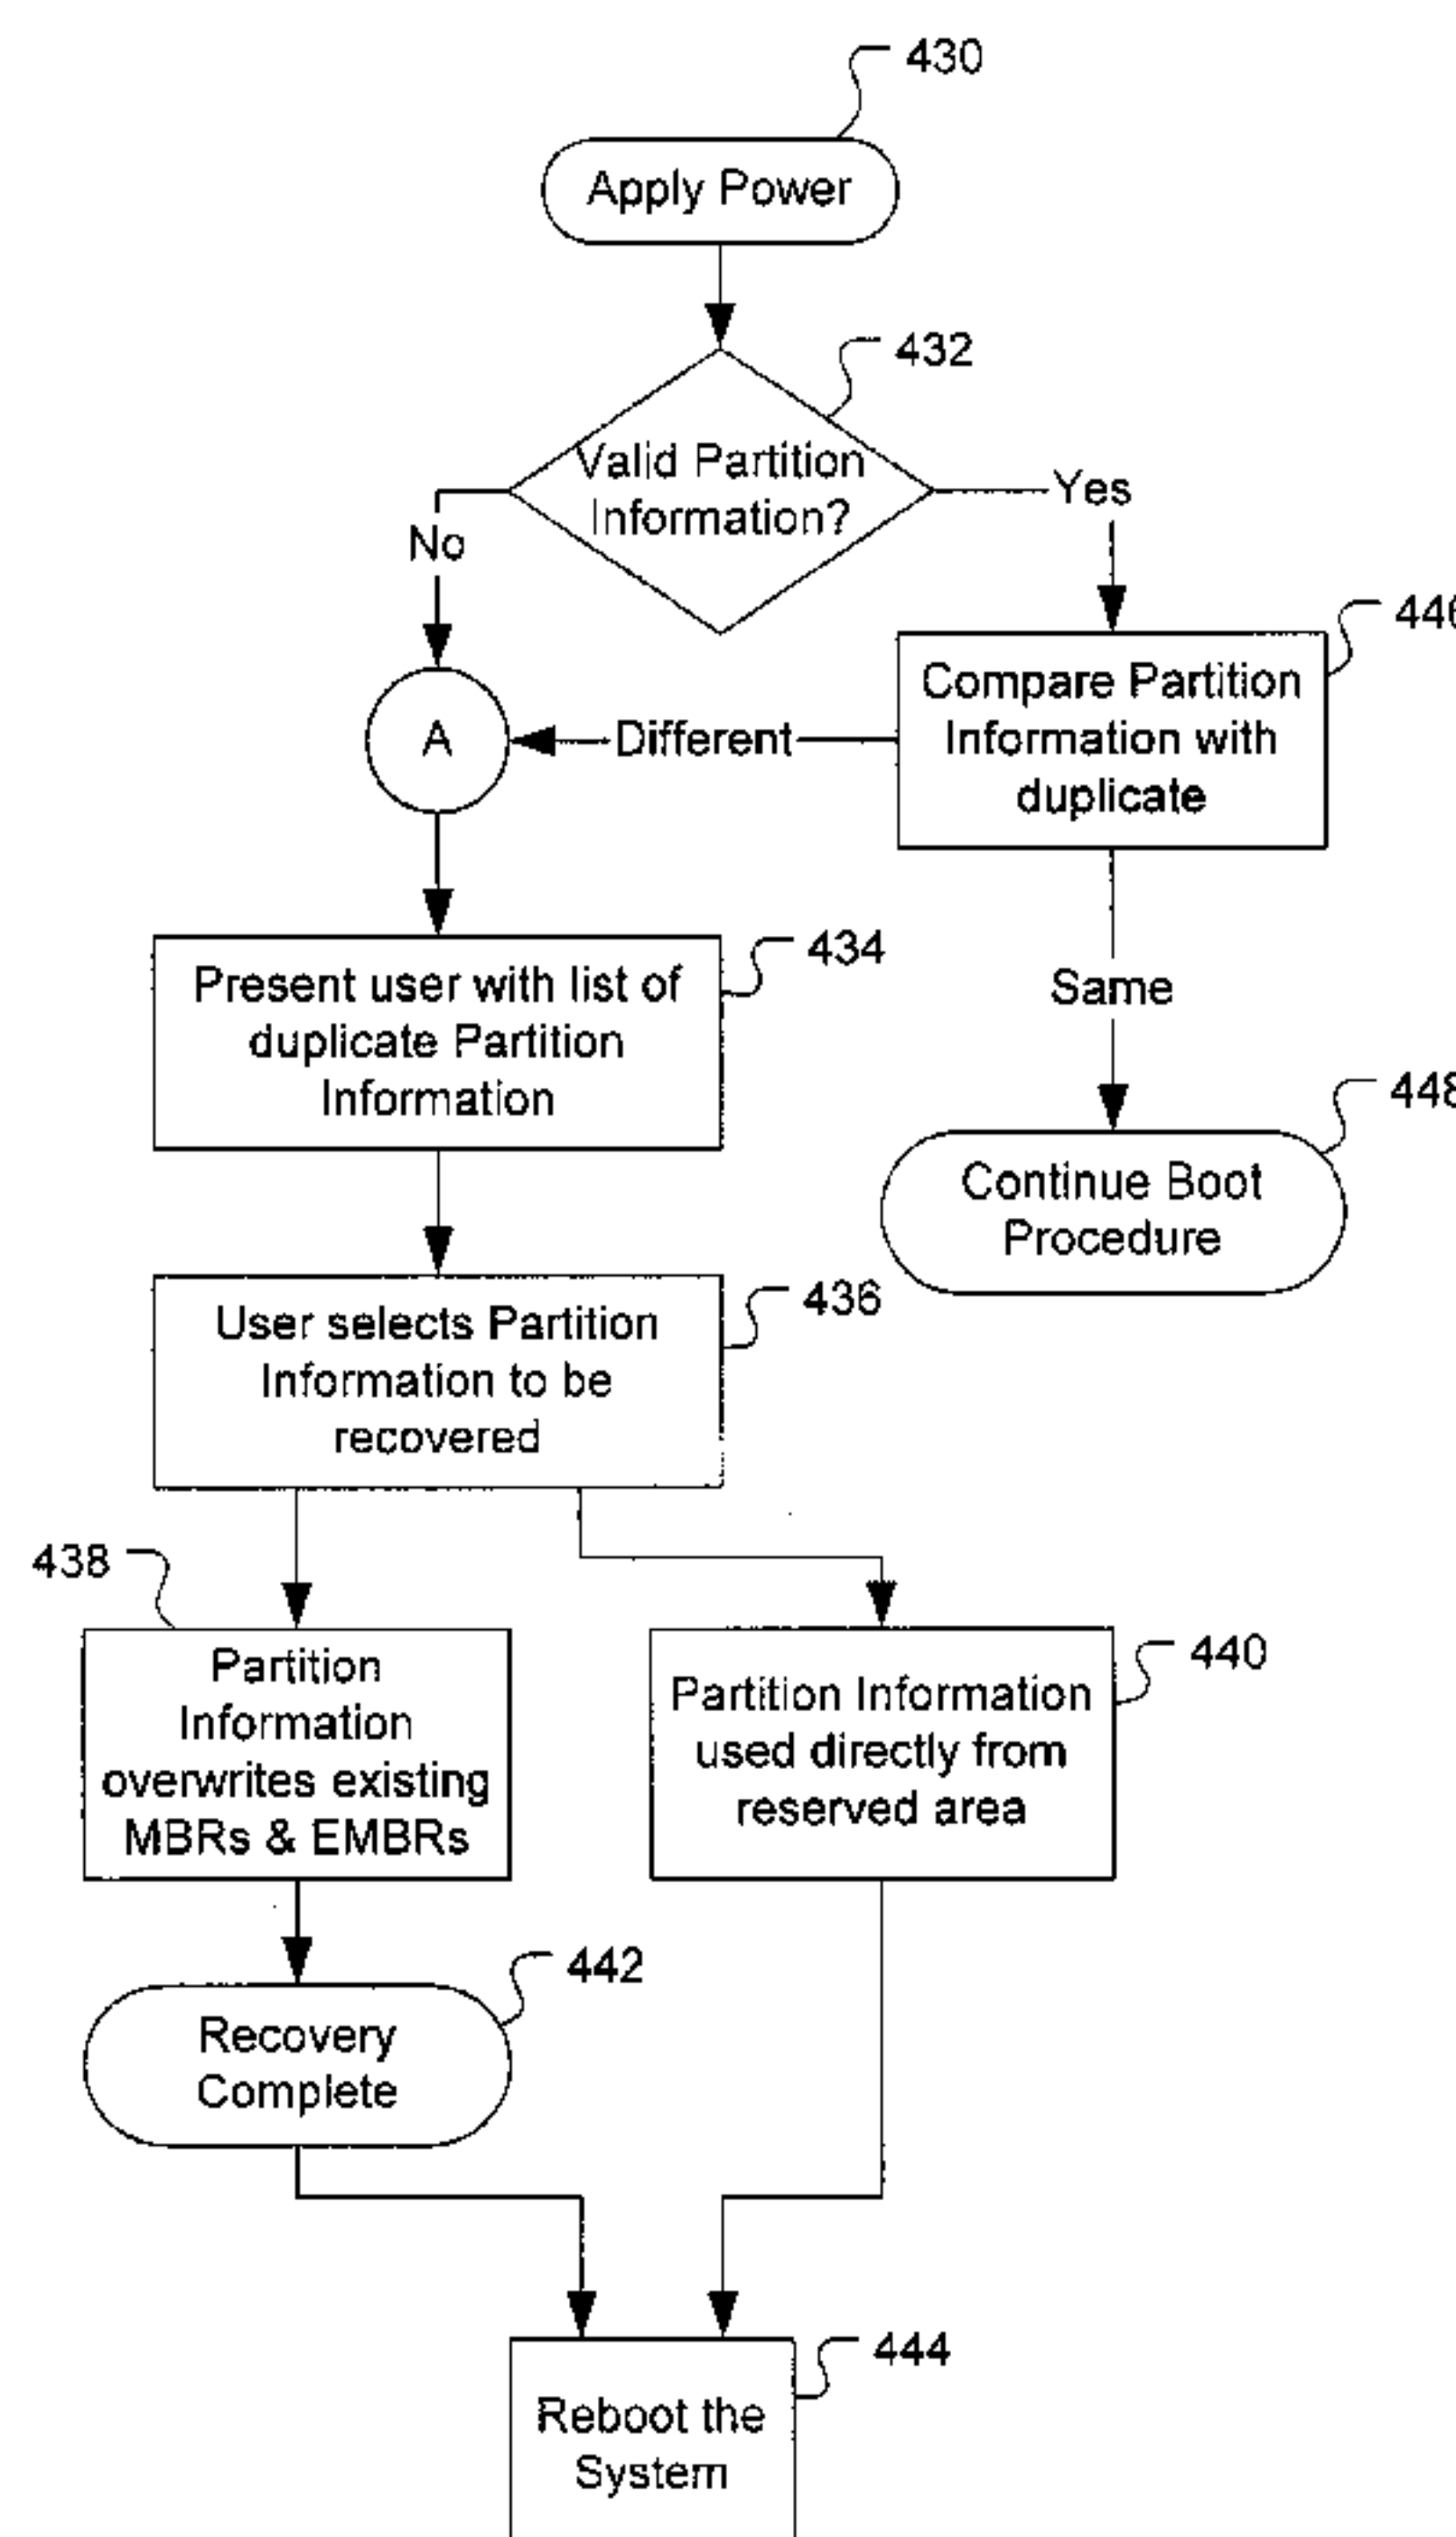 430
Apply Power
432
Valid Partition
Information?
Yes
No
446
Compare Partition
Information with
duplicate
Different
A
434
Present user with list of
duplicate Partition
Information
Same
448
Continue Boot
Procedure
436
User selects Partition
Information to be
recovered
438
Partition
Information
overwrites existing
MBRs & EMBRs
440
Partition Information
used directly from
reserved area
442
Recovery
Complete
444
Reboot the
System